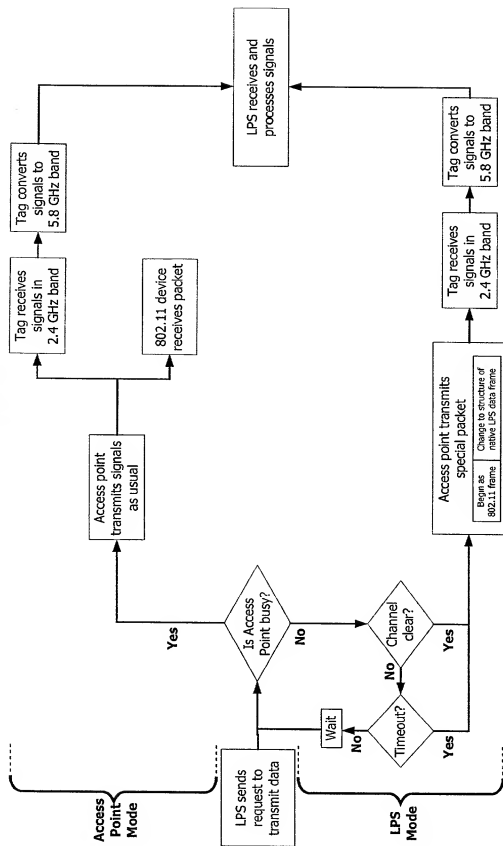 Access
Point
Mode
LPS sends
request to
transmit data
LPS
Mode
Is Access
Point busy?
Yes
No
Channel
clear?
No
Yes
Timeout?
No
Yes
Wait
Access point
transmits signals
as usual
Tag receives
signals in
2.4 GHz band
Tag converts
signals to
5.8 GHz band
802.11 device
receives packet
LPS receives and
processes signals
Access point transmits
special packet
Begin as
802.11 frame
Change to structure of
native LPS data frame
Tag receives
signals in
2.4 GHz band
Tag converts
signals to
5.8 GHz band